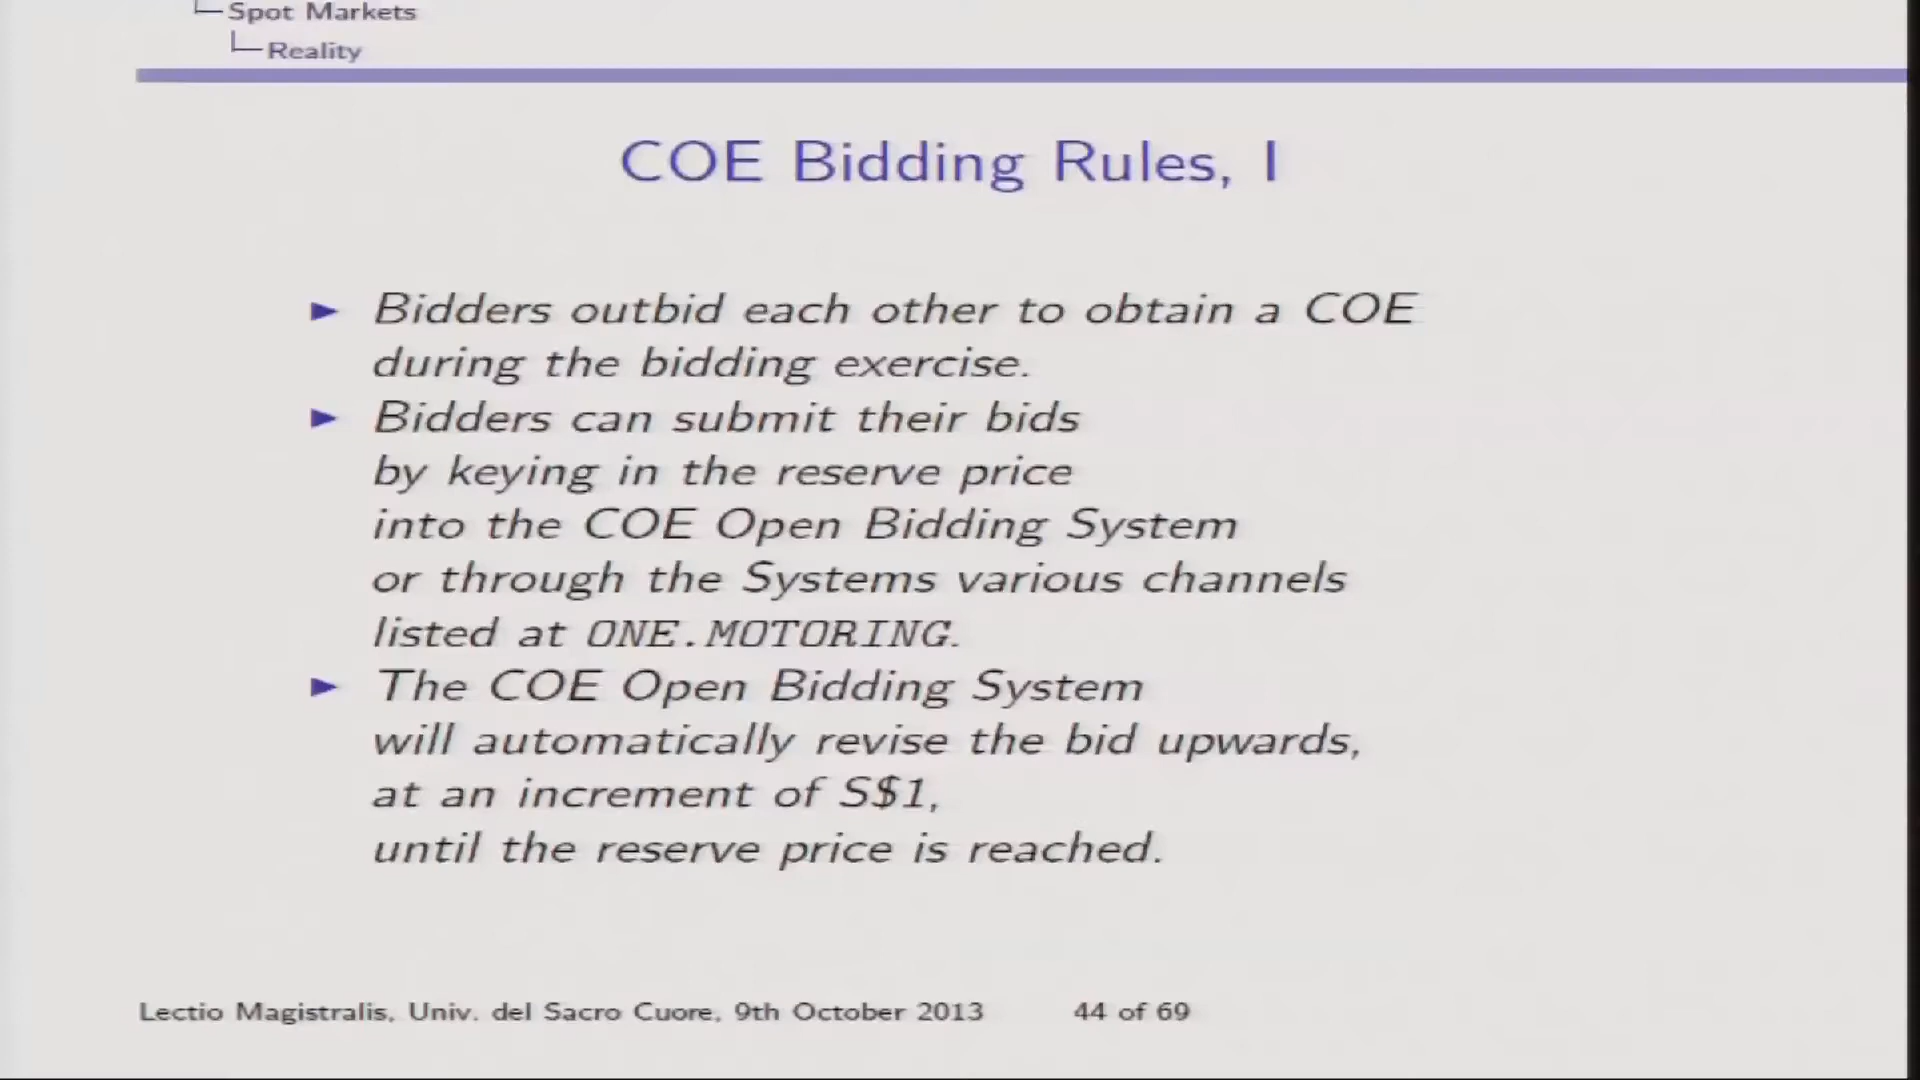 Spot Markets
Reality
COE Bidding Rules, I
Bidders outbid each other to obtain a COE
during the bidding exercise.
Bidders can submit their bids
by keying in the reserve price
into the COE Open Bidding System
or through the Systems various channels
listed at ONE.MOTORING.
The COE Open Bidding System
will automatically revise the bid upwards,
at an increment of S$1,
until the reserve price is reached.
Lectio Magistralis, Univ. del Sacro Cuore, 9th October 2013 44 of 69